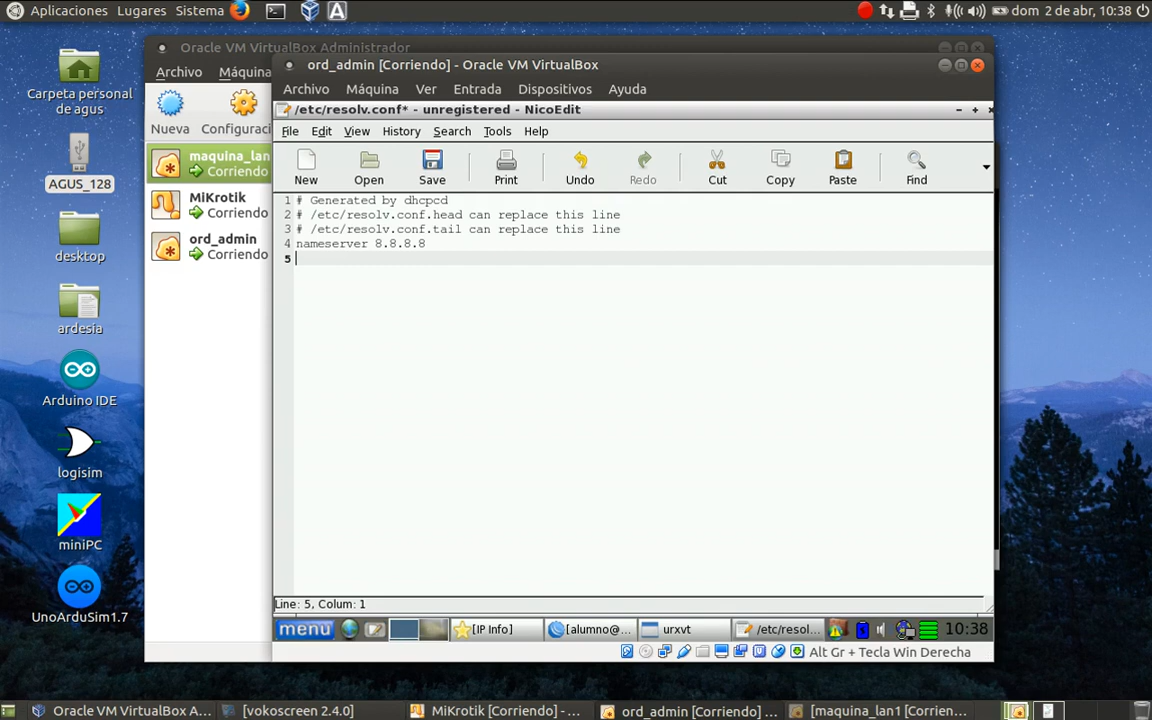 Aplicaciones Lugares Sistema
dom 2 de abr, 10:38
Carpeta personal
de agus
AGUS_128
desktop
ardesia
Arduino IDE
logisim
miniPC
UnoArduSim1.7
Oracle VM VirtualBox Administrador
Archivo Máquina
Nueva Configuraci
maquina_lan
Corriendo
MiKrotik
Corriendo
ord_admin
Corriendo
ord_admin [Corriendo] - Oracle VM VirtualBox
Archivo Máquina Ver Entrada Dispositivos Ayuda
/etc/resolv.conf* - unregistered - NicoEdit
File Edit View History Search Tools Help
New Open Save Print Undo Redo Cut Copy Paste Find
1 # Generated by dhcpcd
2 # /etc/resolv.conf.head can replace this line
3 # /etc/resolv.conf.tail can replace this line
4 nameserver 8.8.8.8
5
Line: 5, Colum: 1
menu [IP Info] [alumno@... urxvt /etc/resol... 10:38
Alt Gr + Tecla Win Derecha
Oracle VM VirtualBox A... [vokoscreen 2.4.0] MiKrotik [Corriendo] - ... ord_admin [Corriendo] ... [maquina_lan1 [Corrien...